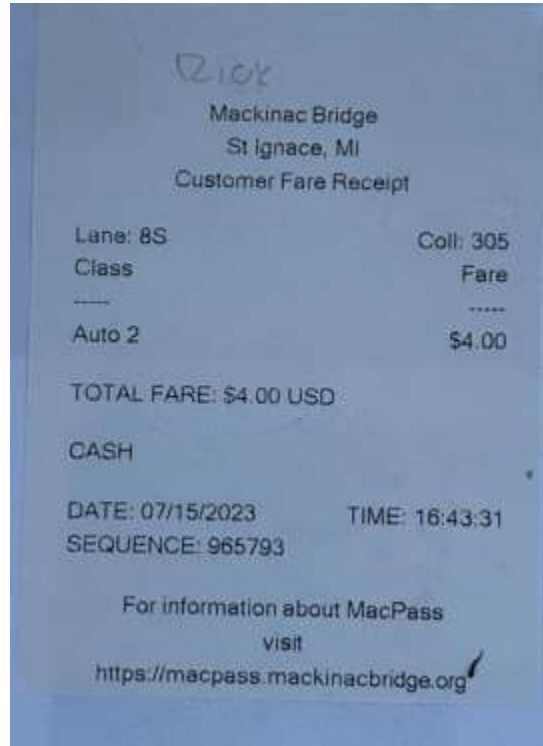 Rick
Mackinac Bridge
St Ignace, MI
Customer Fare Receipt
Lane: 8S Coll: 305
Class Fare
----- -----
Auto 2 $4.00
TOTAL FARE: $4.00 USD
CASH
DATE: 07/15/2023 TIME: 16:43:31
SEQUENCE: 965793
For information about MacPass
visit
https://macpass.mackinacbridge.org